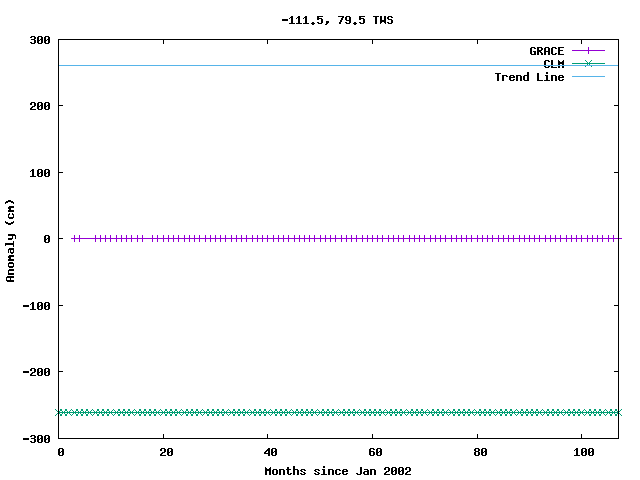 -111.5, 79.5 TWS
GRACE
CLM
Trend Line
300
200
100
0
-100
-200
-300
Anomaly (cm)
0 20 40 60 80 100
Months since Jan 2002